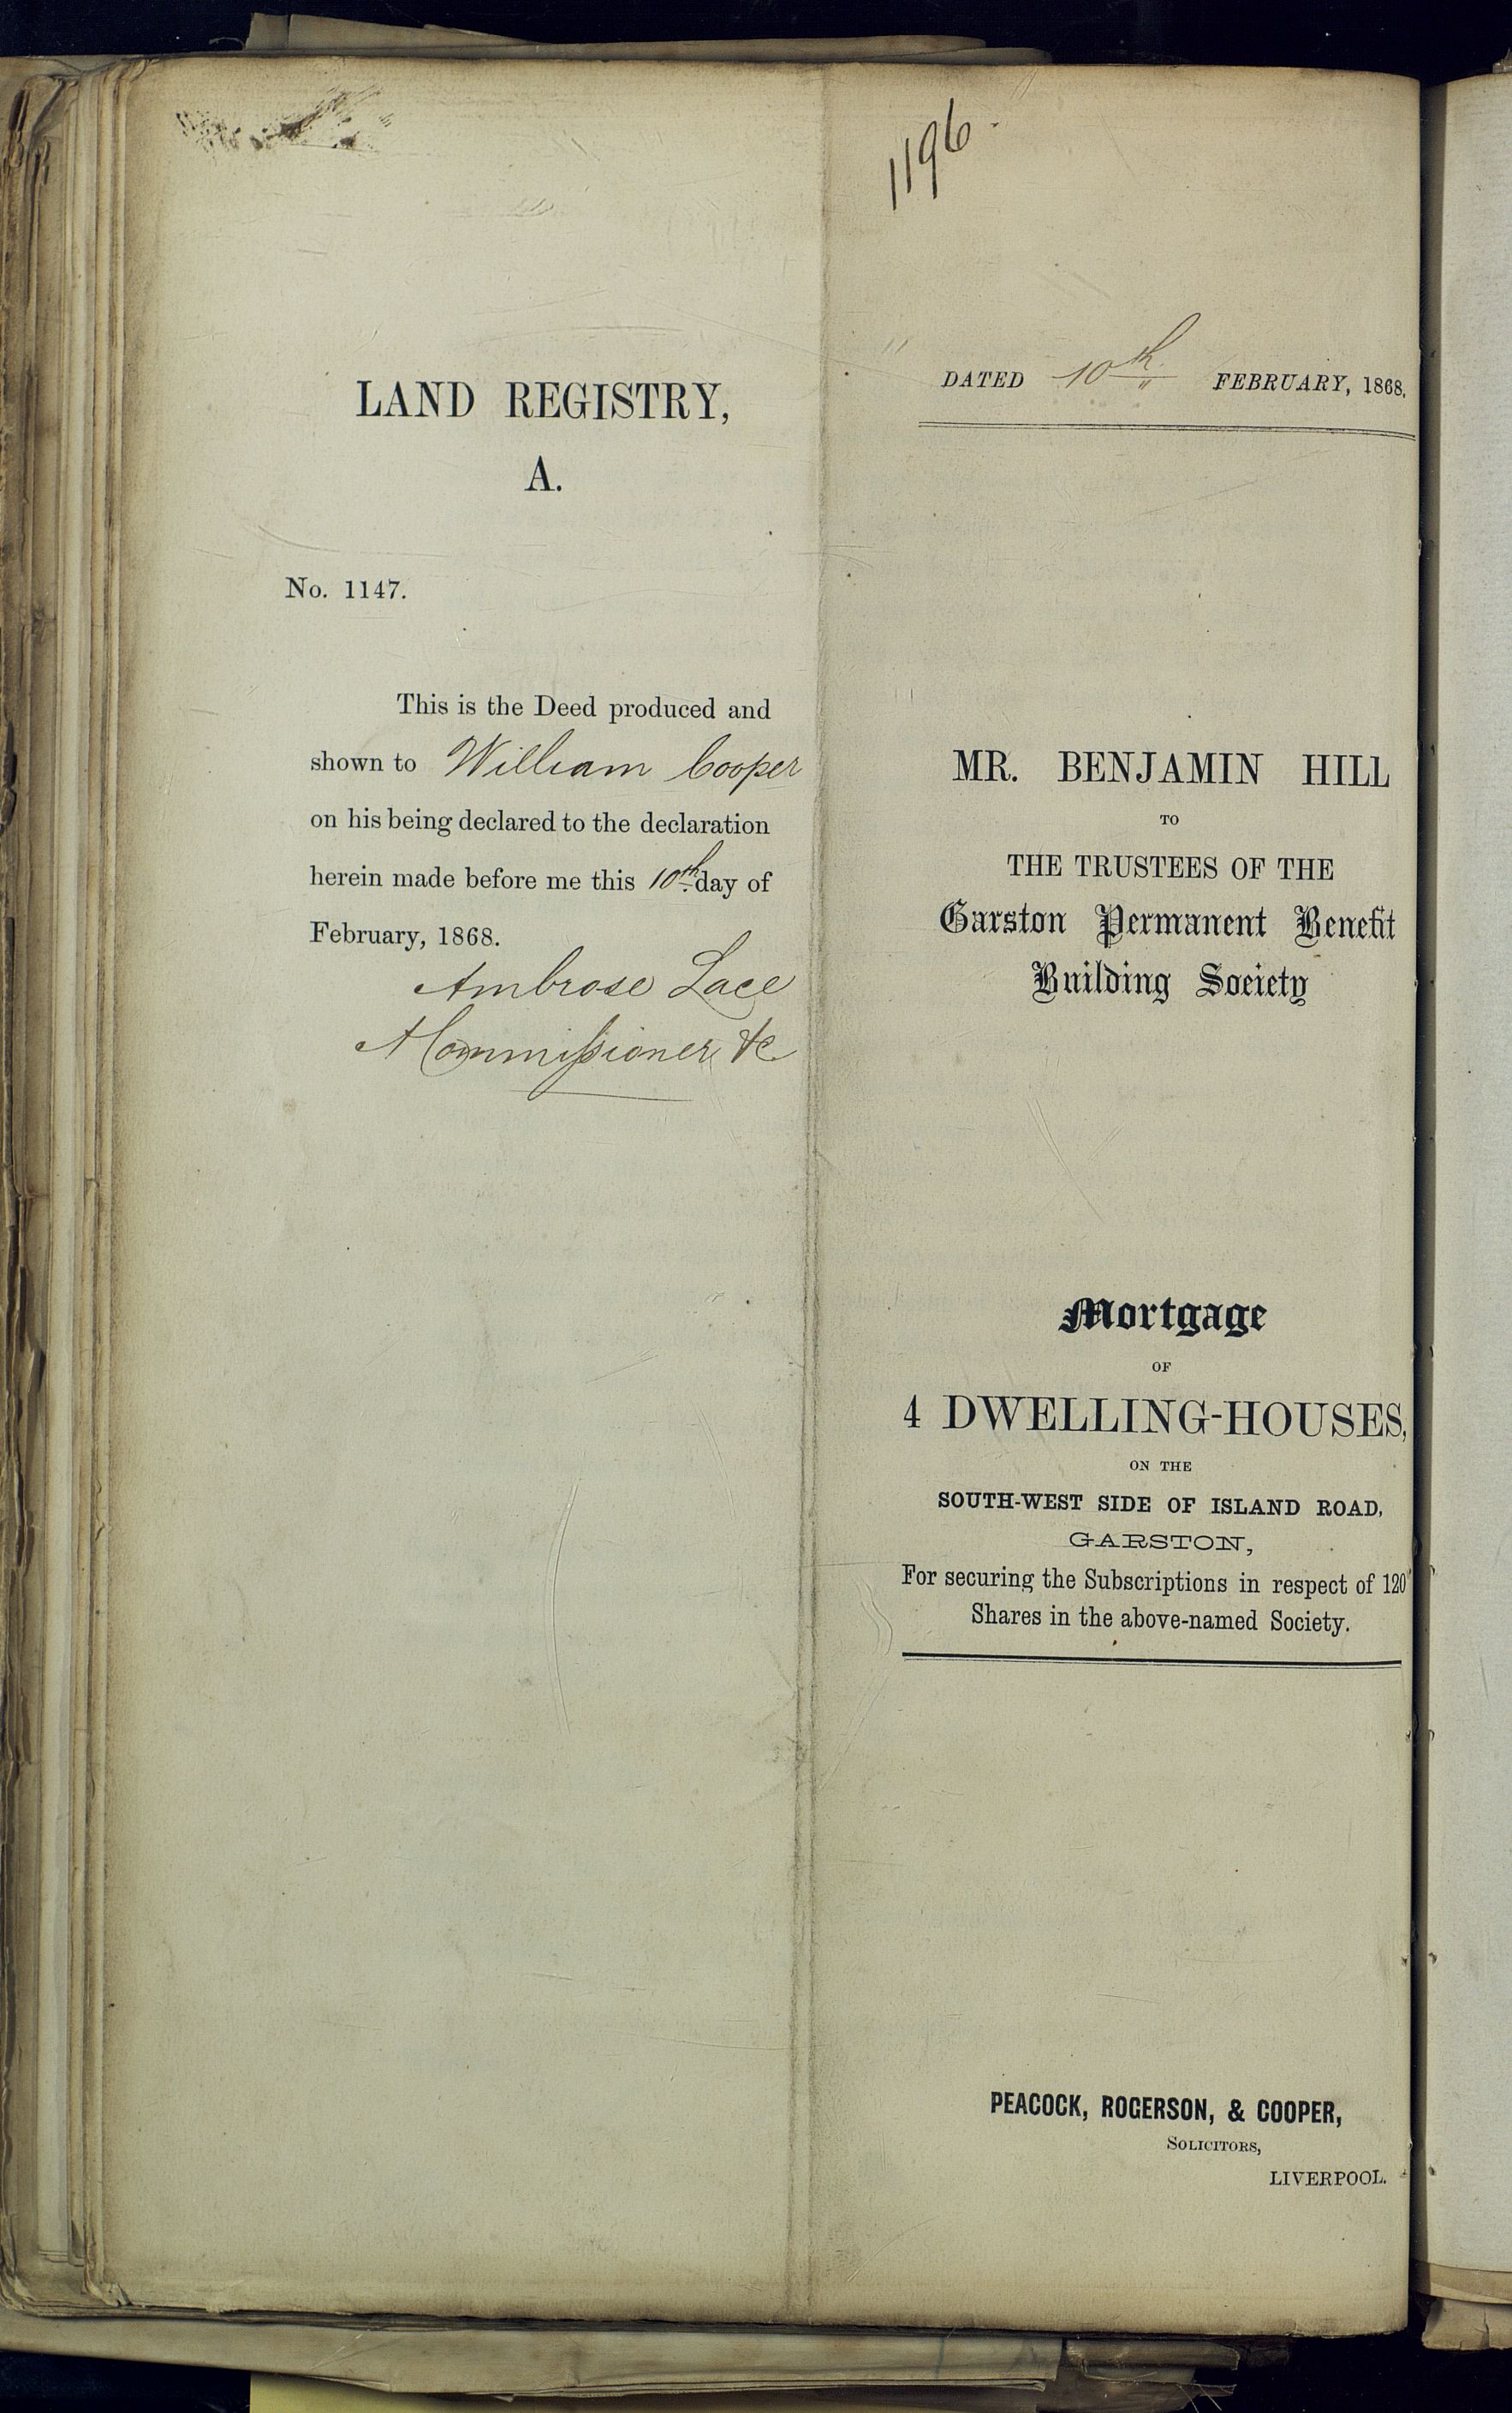 LAND REGISTRY,
A.
No. 1147.
This is the Deed produced and
shown to William Cooper
on his being declared to the declaration
herein made before me this 10th day of
February, 1868.
Ambrose Lace
A Commissioner &c
1196.
DATED 10th FEBRUARY, 1868.
MR. BENJAMIN HILL
TO
THE TRUSTEES OF THE
Garston Permanent Benefit
Building Society
Mortgage
OF
4 DWELLING-HOUSES,
ON THE
SOUTH-WEST SIDE OF ISLAND ROAD,
GARSTON,
For securing the Subscriptions in respect of 120
Shares in the above-named Society.
PEACOCK, ROGERSON, & COOPER,
SOLICITORS,
LIVERPOOL.